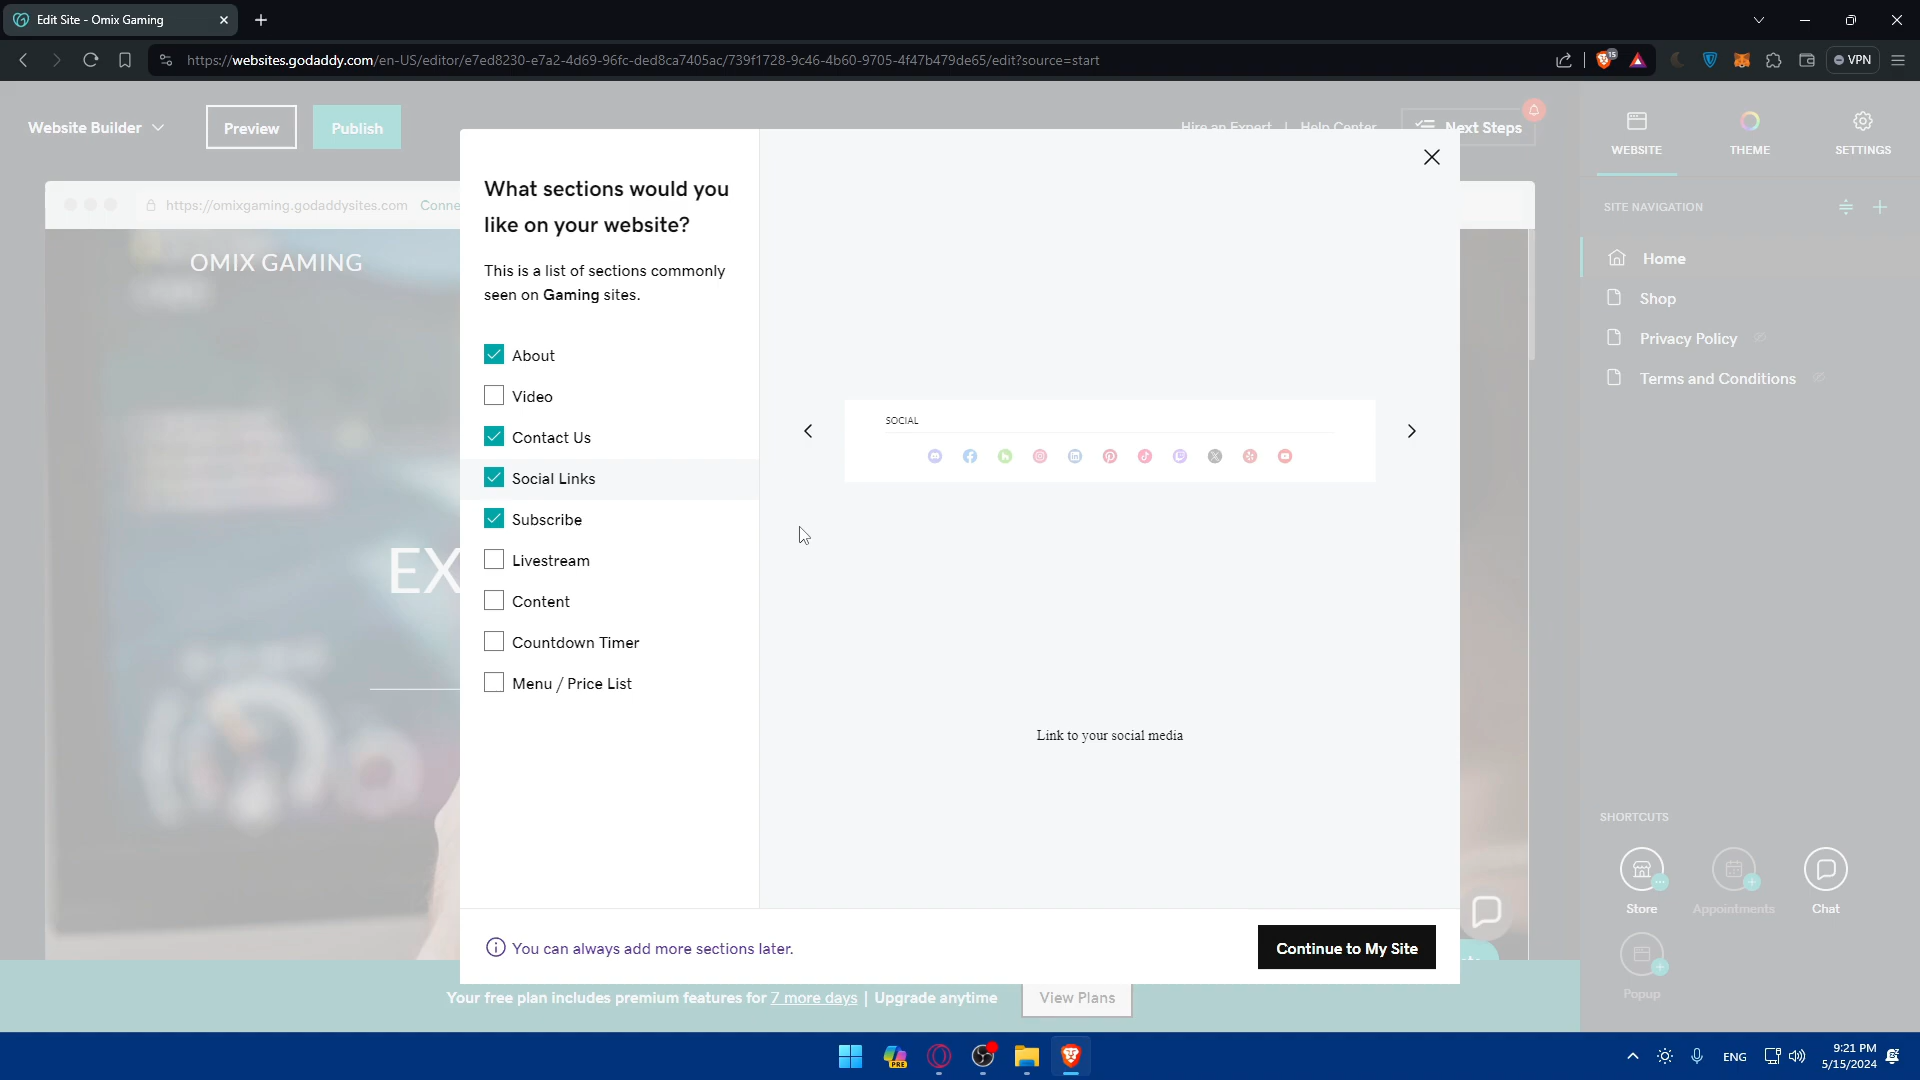 Edit Site - Omix Gaming
https://websites.godaddy.com/en-US/editor/e7ed8230-e7a2-4d69-96fc-ded8ca7405ac/739f1728-9c46-4b60-9705-4f47b479de65/edit?source=start
15
VPN
Website Builder
Preview
Publish
Hire an Expert | Help Center
Next Steps
WEBSITE
THEME
SETTINGS
https://omixgaming.godaddysites.com Conne
OMIX GAMING
EX
What sections would you
like on your website?
This is a list of sections commonly
seen on Gaming sites.
About
Video
Contact Us
Social Links
Subscribe
Livestream
Content
Countdown Timer
Menu / Price List
SOCIAL
Link to your social media
You can always add more sections later.
Continue to My Site
SITE NAVIGATION
Home
Shop
Privacy Policy
Terms and Conditions
SHORTCUTS
Store
Appointments
Chat
Popup
Your free plan includes premium features for 7 more days | Upgrade anytime
View Plans
PRE
ENG
9:21 PM
5/15/2024